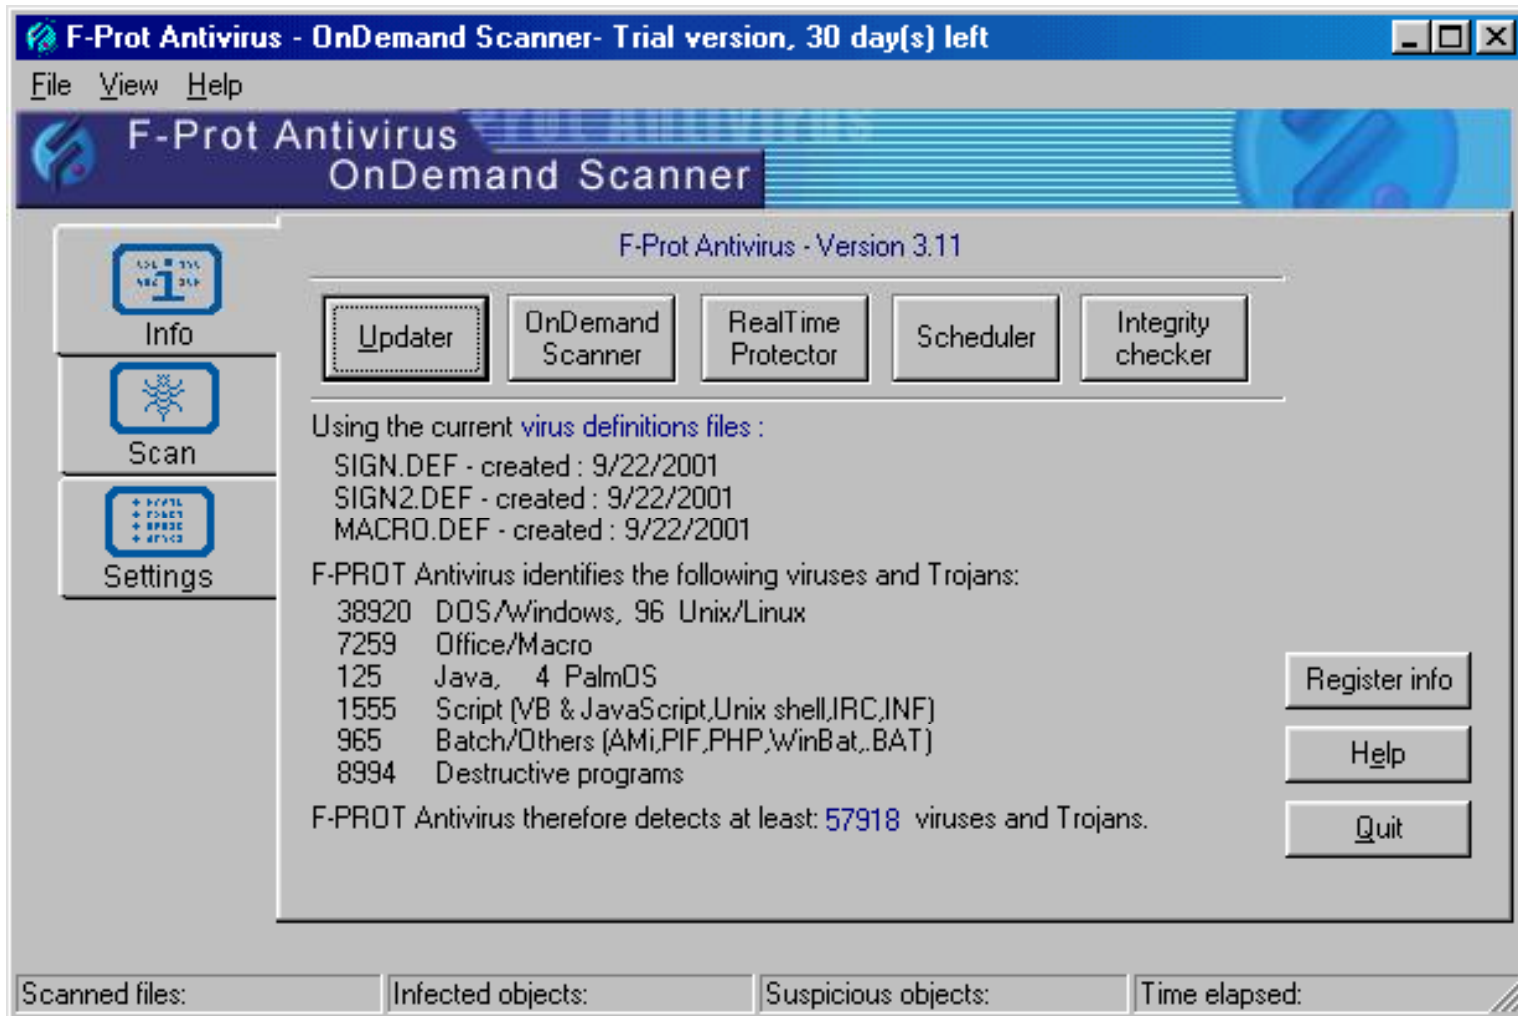 F-Prot Antivirus - OnDemand Scanner- Trial version, 30 day(s) left
File View Help
F-Prot Antivirus
OnDemand Scanner
Info
Scan
Settings
F-Prot Antivirus - Version 3.11
Updater
OnDemand
Scanner
RealTime
Protector
Scheduler
Integrity
checker
Using the current virus definitions files :
SIGN.DEF - created : 9/22/2001
SIGN2.DEF - created : 9/22/2001
MACRO.DEF - created : 9/22/2001
F-PROT Antivirus identifies the following viruses and Trojans:
38920 DOS/Windows, 96 Unix/Linux
7259 Office/Macro
125 Java, 4 PalmOS
1555 Script (VB & JavaScript,Unix shell,IRC,INF)
965 Batch/Others (AMi,PIF,PHP,WinBat,.BAT)
8994 Destructive programs
F-PROT Antivirus therefore detects at least: 57918 viruses and Trojans.
Register info
Help
Quit
Scanned files: Infected objects: Suspicious objects: Time elapsed: